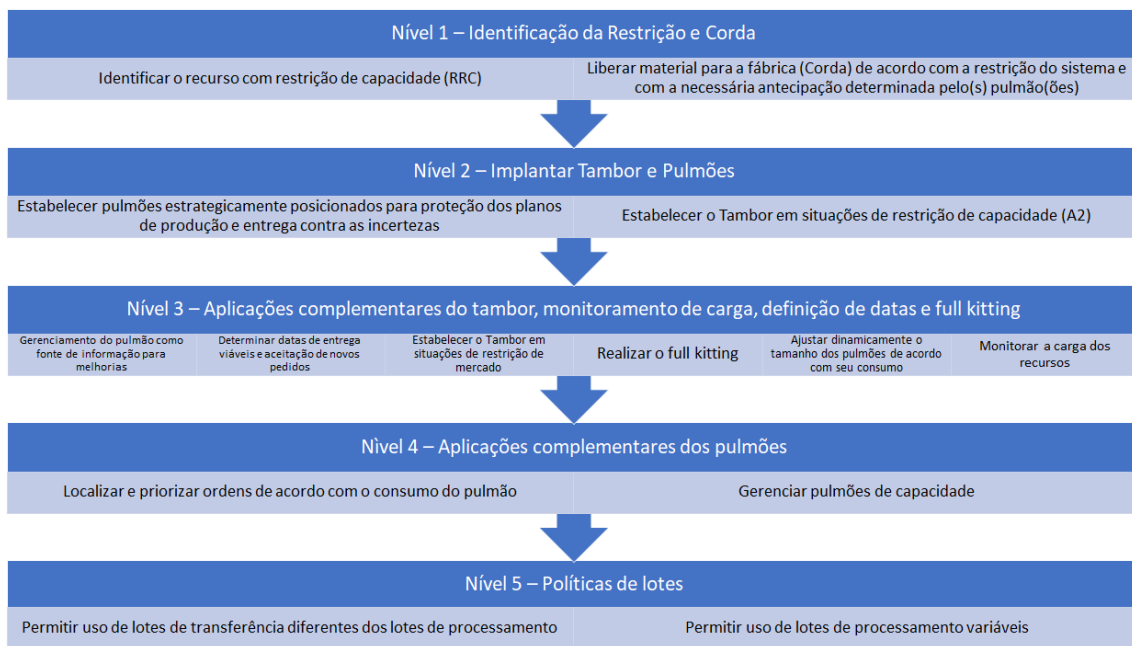 Nível 1 – Identificação da Restrição e Corda
Identificar o recurso com restrição de capacidade (RRC)
Liberar material para a fábrica (Corda) de acordo com a restrição do sistema e
com a necessária antecipação determinada pelo(s) pulmão(ões)
Nível 2 – Implantar Tambor e Pulmões
Estabelecer pulmões estrategicamente posicionados para proteção dos planos
de produção e entrega contra as incertezas
Estabelecer o Tambor em situações de restrição de capacidade (A2)
Nível 3 – Aplicações complementares do tambor, monitoramento de carga, definição de datas e full kitting
Gerenciamento do pulmão como
fonte de informação para
melhorias
Determinar datas de entrega
viáveis e aceitação de novos
pedidos
Estabelecer o Tambor em
situações de restrição de
mercado
Realizar o full kitting
Ajustar dinamicamente o
tamanho dos pulmões de acordo
com seu consumo
Monitorar a carga dos
recursos
Nìvel 4 – Aplicações complementares dos pulmões
Localizar e priorizar ordens de acordo com o consumo do pulmão
Gerenciar pulmões de capacidade
Nível 5 – Políticas de lotes
Permitir uso de lotes de transferência diferentes dos lotes de processamento
Permitir uso de lotes de processamento variáveis